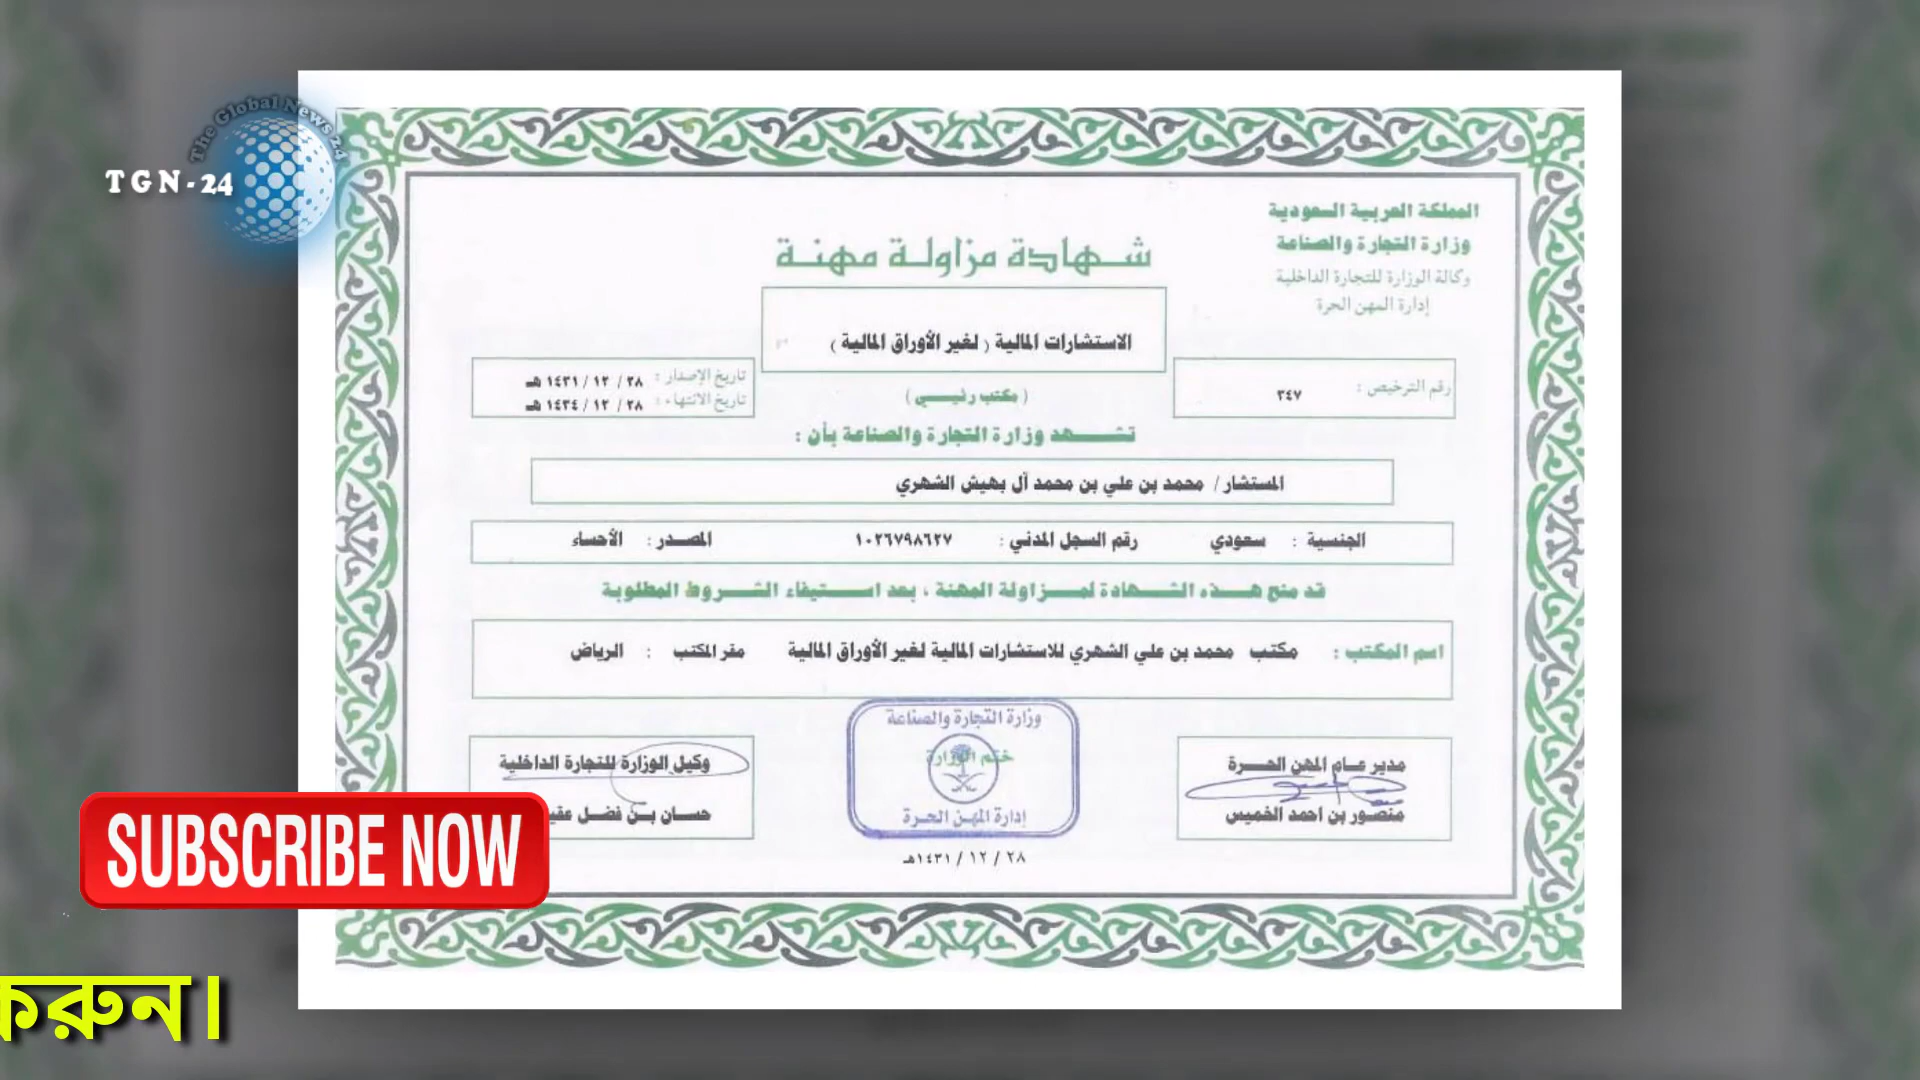 The Global News 24
TGN-24
المملكة العربية السعودية
وزارة التجارة والصناعة
وكالة الوزارة للتجارة الداخلية
إدارة المهن الحرة
شهادة مزاولة مهنة
الاستشارات المالية ( لغير الأوراق المالية )
رقم الترخيص : ٣٤٧
تاريخ الإصدار : ٢٨ / ١٢ / ١٤٣١ هـ
تاريخ الانتهاء : ٢٨ / ١٢ / ١٤٣٤ هـ
( مكتب رئيسي )
تشهد وزارة التجارة والصناعة بأن :
المستشار / محمد بن علي بن محمد آل بهيش الشهري
الجنسية : سعودي رقم السجل المدني : ١٠٢٦٧٩٨٦٢٧ المصدر : الأحساء
قد منح هذه الشهادة لمزاولة المهنة ، بعد استيفاء الشروط المطلوبة
اسم المكتب : مكتب محمد بن علي الشهري للاستشارات المالية لغير الأوراق المالية مقر المكتب : الرياض
مدير عام المهن الحرة
منصور بن احمد الخميس
وزارة التجارة والصناعة
ختم الوزارة
إدارة المهن الحرة
٢٨ / ١٢ / ١٤٣١هـ
وكيل الوزارة للتجارة الداخلية
حسان بن فضل
SUBSCRIBE NOW
করুন।